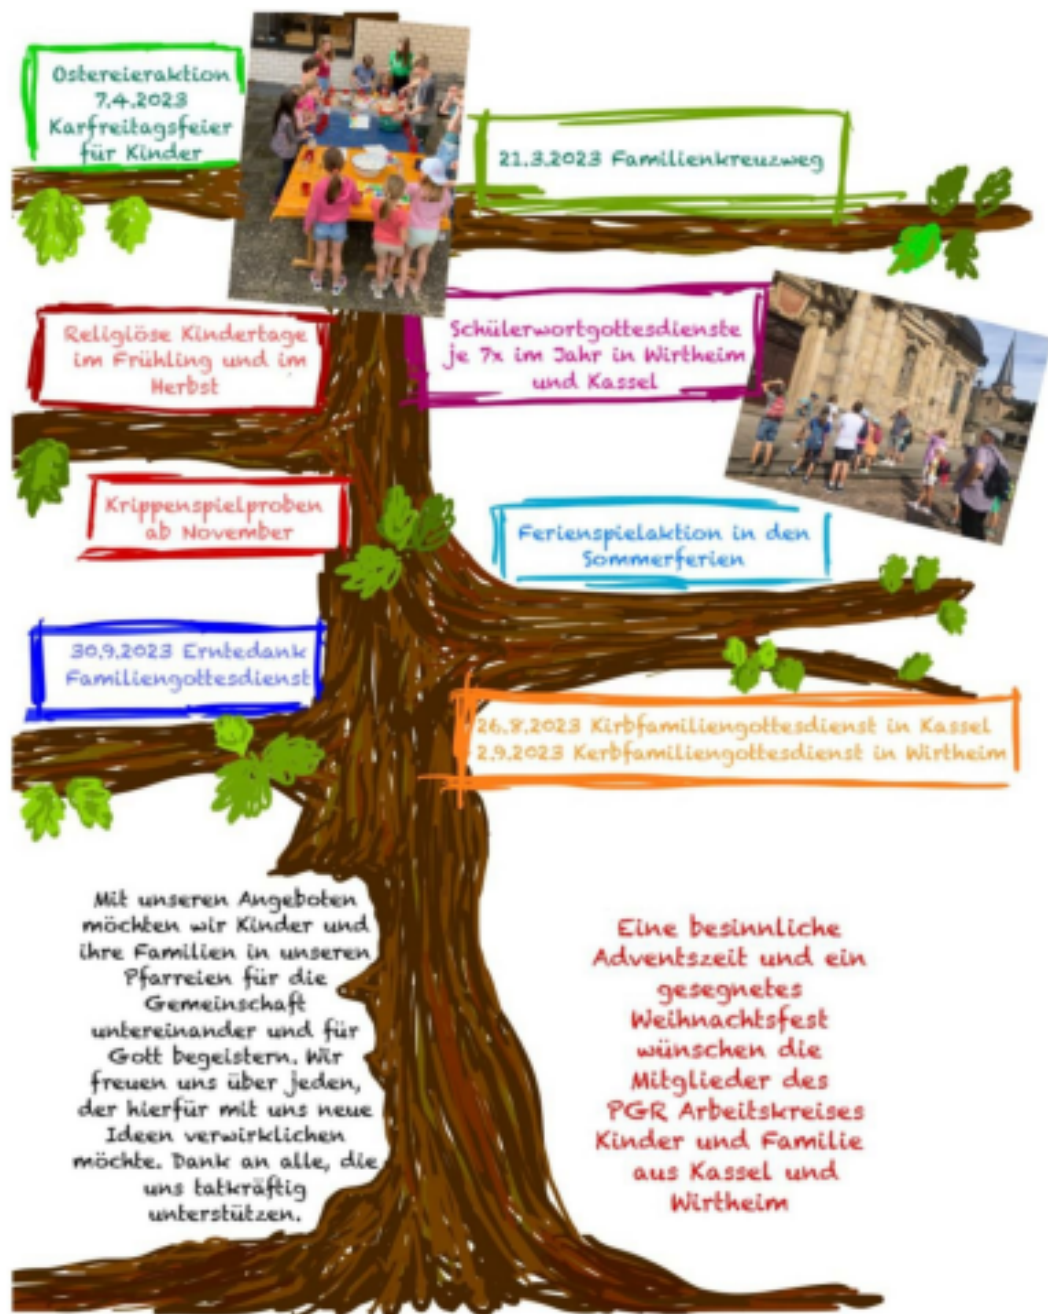 Ostereieraktion
7.4.2023
Karfreitagsfeier
für Kinder
21.3.2023 Familienkreuzweg
Religiöse Kindertage
im Frühling und im
Herbst
Schülerwortgottesdienste
je 7x im Jahr in Wirtheim
und Kassel
Krippenspielproben
ab November
Ferienspielaktion in den
Sommerferien
30.9.2023 Erntedank
Familiengottesdienst
26.8.2023 Kirbfamiliengottesdienst in Kassel
2.9.2023 Kerbfamiliengottesdienst in Wirtheim
Mit unseren Angeboten
möchten wir Kinder und
ihre Familien in unseren
Pfarreien für die
Gemeinschaft
untereinander und für
Gott begeistern. Wir
freuen uns über jeden,
der hierfür mit uns neue
Ideen verwirklichen
möchte. Dank an alle, die
uns tatkräftig
unterstützen.
Eine besinnliche
Adventszeit und ein
gesegnetes
Weihnachtsfest
wünschen die
Mitglieder des
PGR Arbeitskreises
Kinder und Familie
aus Kassel und
Wirtheim